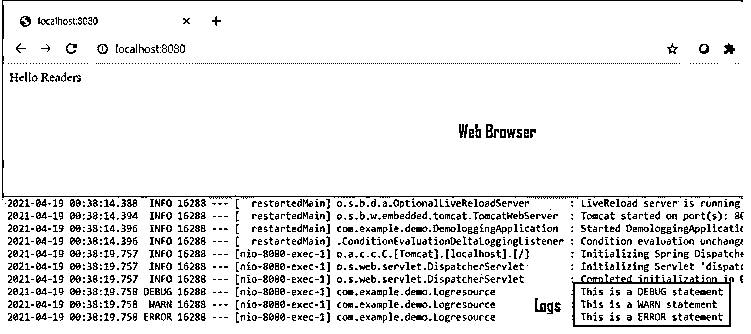 localhost:8080 × +
localhost:8080
Hello Readers
Web Browser
2021-04-19 00:38:14.388 INFO 16288 --- [ restartedMain] o.s.b.d.a.OptionalLiveReloadServer : LiveReload server is running
2021-04-19 00:38:14.394 INFO 16288 --- [ restartedMain] o.s.b.w.embedded.tomcat.TomcatWebServer : Tomcat started on port(s): 80
2021-04-19 00:38:14.396 INFO 16288 --- [ restartedMain] com.example.demo.DemologgingApplication : Started DemologgingApplicatio
2021-04-19 00:38:14.396 INFO 16288 --- [ restartedMain] .ConditionEvaluationDeltaLoggingListener : Condition evaluation unchange
2021-04-19 00:38:19.757 INFO 16288 --- [nio-8080-exec-1] o.a.c.c.C.[Tomcat].[localhost].[/] : Initializing Spring Dispatche
2021-04-19 00:38:19.757 INFO 16288 --- [nio-8080-exec-1] o.s.web.servlet.DispatcherServlet : Initializing Servlet 'dispat
2021-04-19 00:38:19.758 INFO 16288 --- [nio-8080-exec-1] o.s.web.servlet.DispatcherServlet : Completed initialization in 0
2021-04-19 00:38:19.758 DEBUG 16288 --- [nio-8080-exec-1] com.example.demo.Logresource : This is a DEBUG statement
2021-04-19 00:38:19.758 WARN 16288 --- [nio-8080-exec-1] com.example.demo.Logresource Logs : This is a WARN statement
2021-04-19 00:38:19.758 ERROR 16288 --- [nio-8080-exec-1] com.example.demo.Logresource : This is a ERROR statement